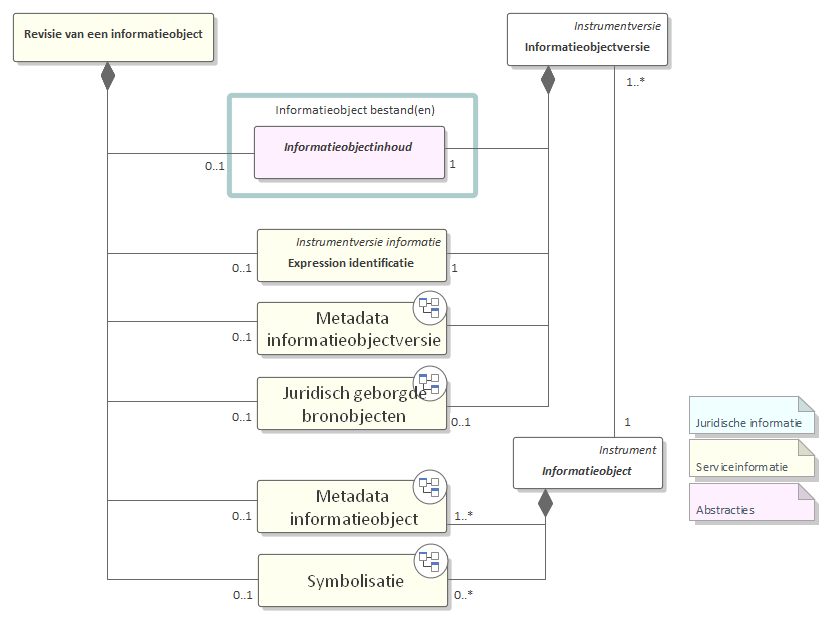 Revisie van een informatieobject
Instrumentversie
Informatieobjectversie
1..*
Informatieobject bestand(en)
Informatieobjectinhoud
0..1
1
Instrumentversie informatie
Expression identificatie
0..1
1
Metadata
informatieobjectversie
0..1
Juridisch geborgde
bronobjecten
0..1
0..1
1
Instrument
Informatieobject
Juridische informatie
Serviceinformatie
Abstracties
Metadata
informatieobject
0..1
1..*
Symbolisatie
0..1
0..*